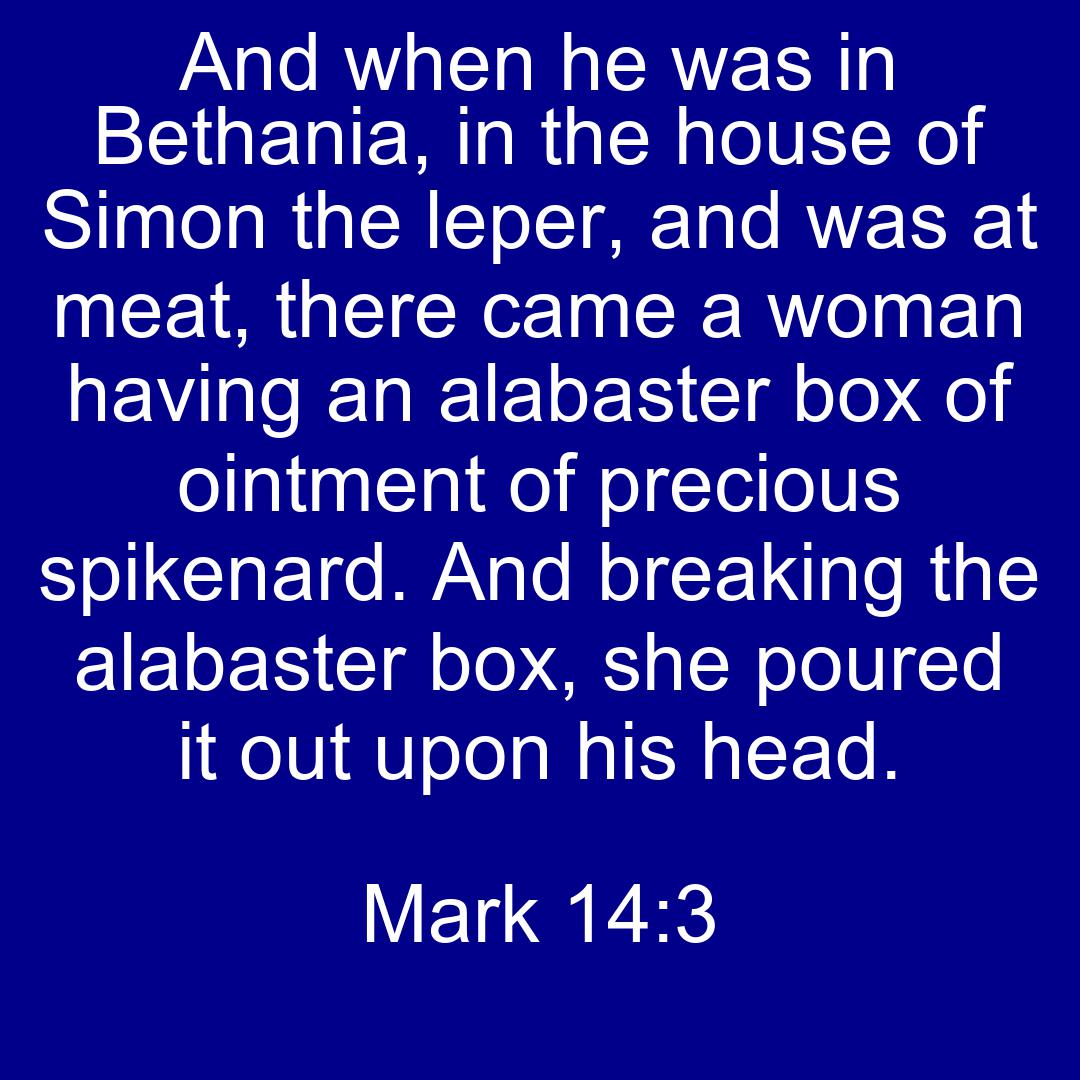 And when he was in
Bethania, in the house of
Simon the leper, and was at
meat, there came a woman
having an alabaster box of
ointment of precious
spikenard. And breaking the
alabaster box, she poured
it out upon his head.
Mark 14:3